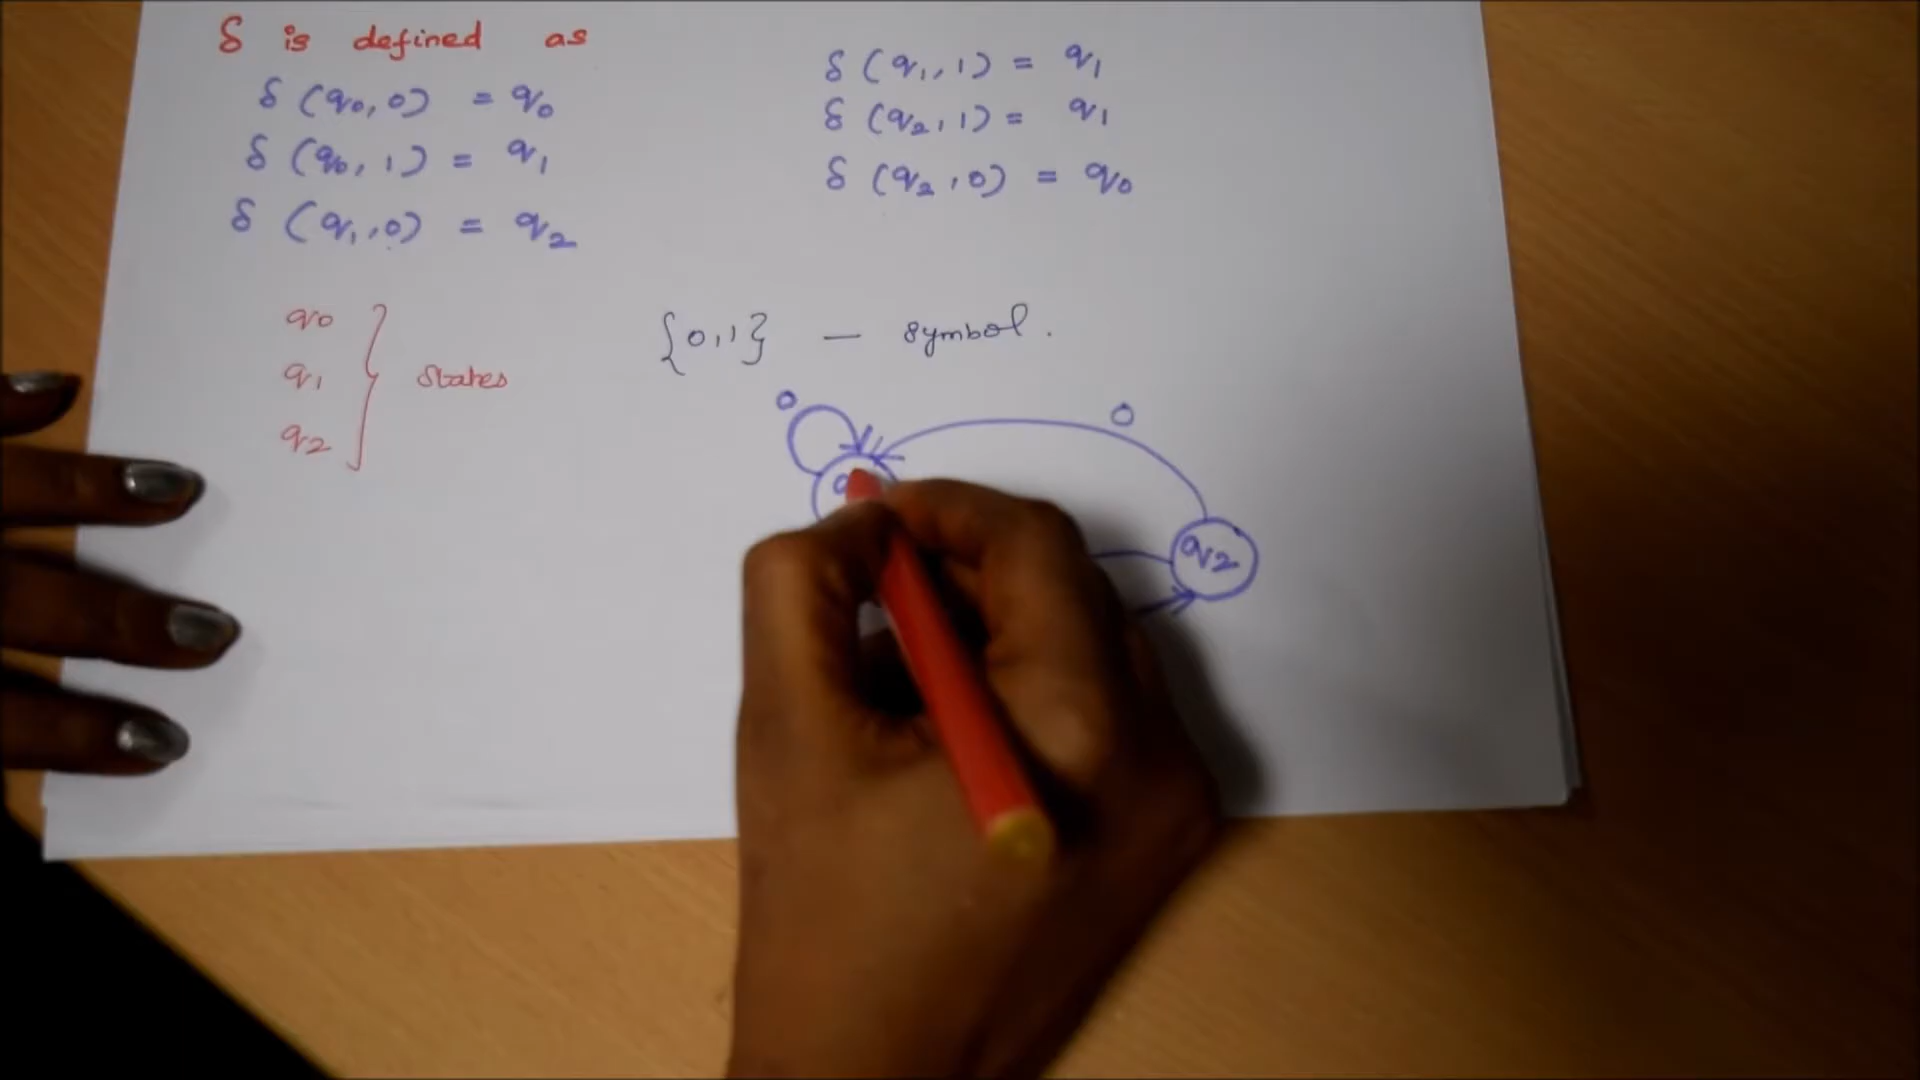 δ is defined as
δ (q0, 0) = q0
δ (q0, 1) = q1
δ (q1, 0) = q2
δ (q1, 1) = q1
δ (q2, 1) = q1
δ (q2, 0) = q0
q0
q1
q2
} states
{0,1} — symbol.
0
0
q2